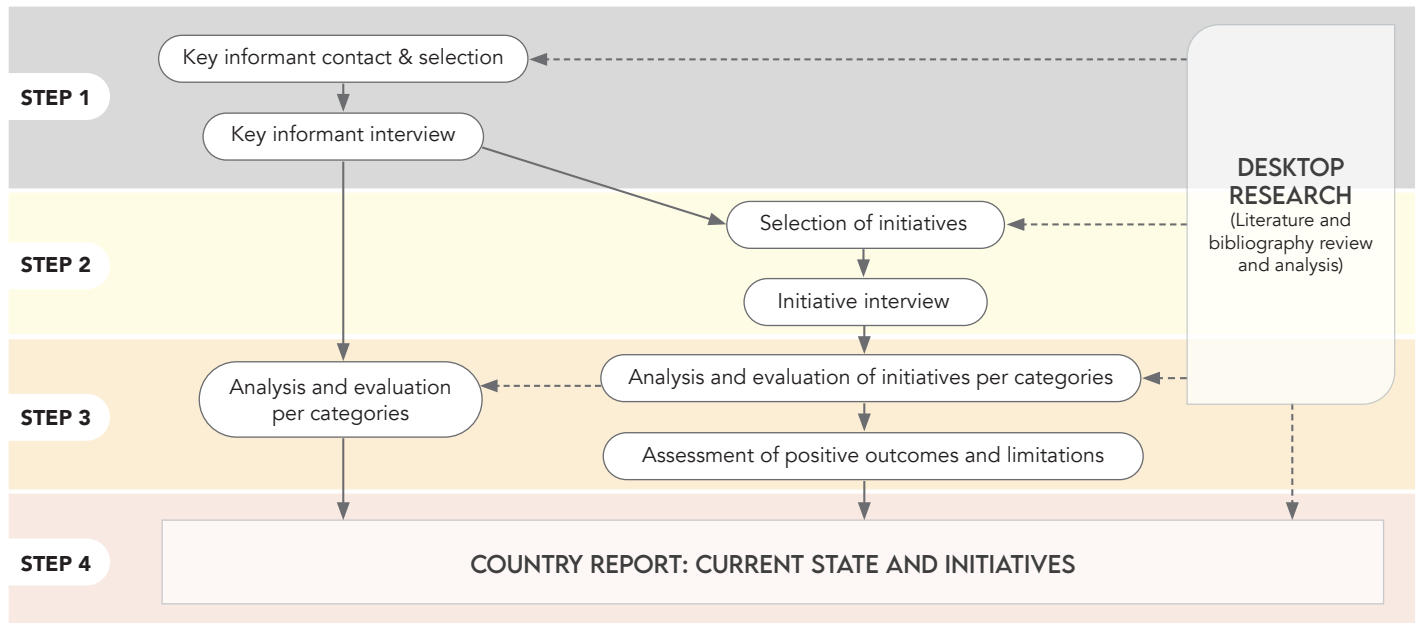 STEP 1
Key informant contact & selection
Key informant interview
DESKTOP
RESEARCH
(Literature and
bibliography review
and analysis)
STEP 2
Selection of initiatives
Initiative interview
STEP 3
Analysis and evaluation
per categories
Analysis and evaluation of initiatives per categories
Assessment of positive outcomes and limitations
STEP 4
COUNTRY REPORT: CURRENT STATE AND INITIATIVES